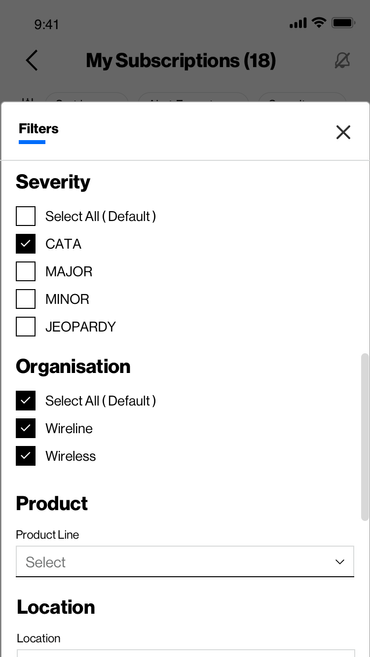 9:41
My Subscriptions (18)
Filters
Severity
Select All ( Default )
CATA
MAJOR
MINOR
JEOPARDY
Organisation
Select All ( Default )
Wireline
Wireless
Product
Product Line
Select
Location
Location